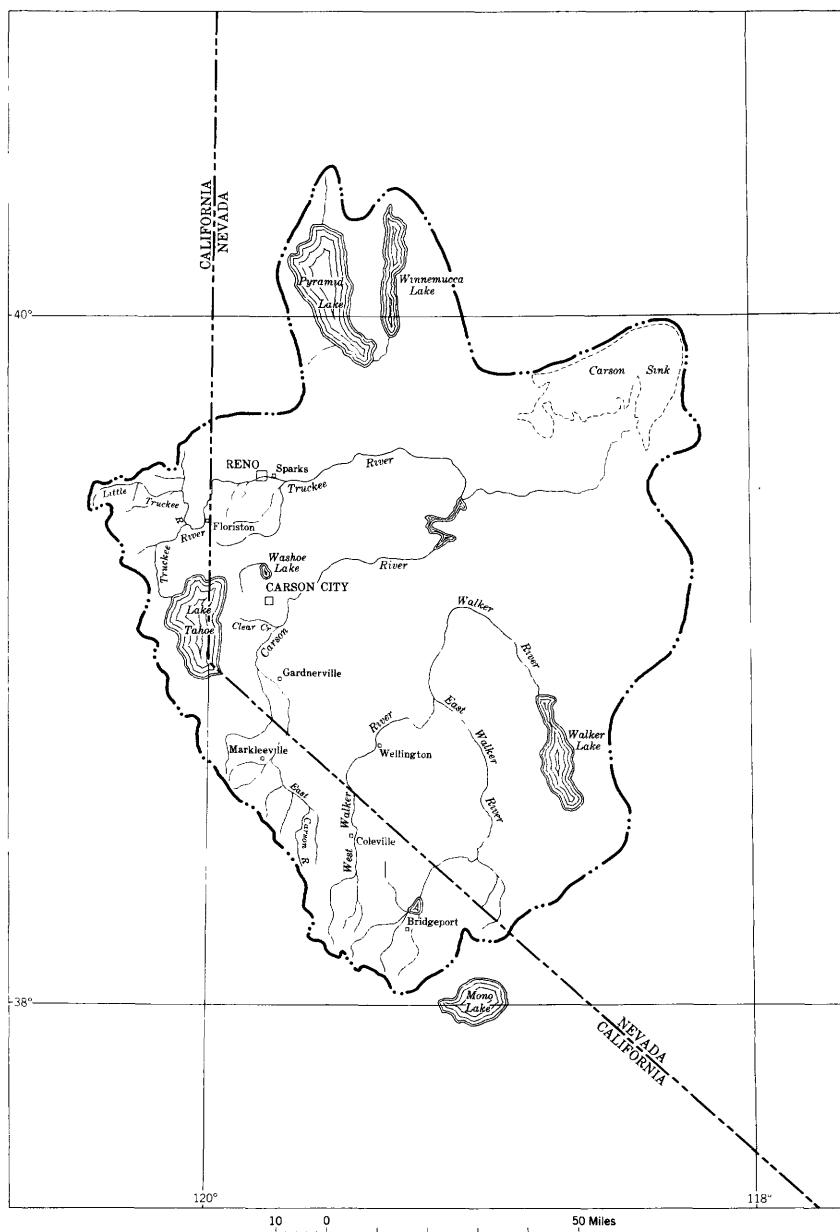 CALIFORNIA
NEVADA
Pyramid
Lake
Winnemucca
Lake
40°
Carson Sink
RENO
Sparks
River
Truckee
Little
Truckee
R
Floriston
River
Truckee
Washoe
Lake
River
CARSON CITY
Walker
Lake
Tahoe
Clear Cr
Carson
River
Gardnerville
East
River
Walker
Lake
Markleeville
Wellington
Walker
East
River
Walker
Carson R
Coleville
West
Bridgeport
Mono
Lake
38°
NEVADA
CALIFORNIA
120°
118°
10 0 50 Miles